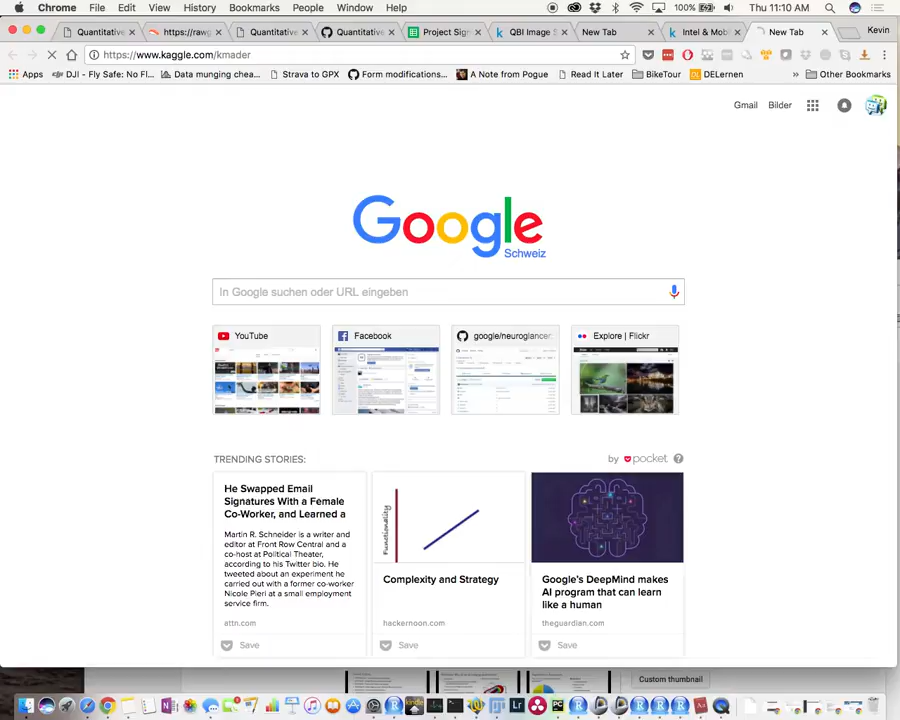 Chrome File Edit View History Bookmarks People Window Help 100% Thu 11:10 AM
Quantitativ × https://rawg × Quantitativ × Quantitativ × Project Sign × QBI Image S × New Tab × Intel & Mobi × New Tab × Kevin
https://www.kaggle.com/kmader
Apps DJI - Fly Safe: No Fl... Data munging chea... Strava to GPX Form modifications... A Note from Pogue Read It Later BikeTour DELernen » Other Bookmarks
Gmail Bilder
Google
Schweiz
In Google suchen oder URL eingeben
YouTube Facebook google/neuroglancer: Explore | Flickr
TRENDING STORIES: by pocket ?
He Swapped Email
Signatures With a Female
Co-Worker, and Learned a
Martin R. Schneider is a writer and
editor at Front Row Central and a
co-host at Political Theater,
according to his Twitter bio. He
tweeted about an experiment he
carried out with a former co-worker
Nicole Pieri at a small employment
service firm.
attn.com
Save
Functionality
Complexity and Strategy
hackernoon.com
Save
Google's DeepMind makes
AI program that can learn
like a human
theguardian.com
Save
Custom thumbnail